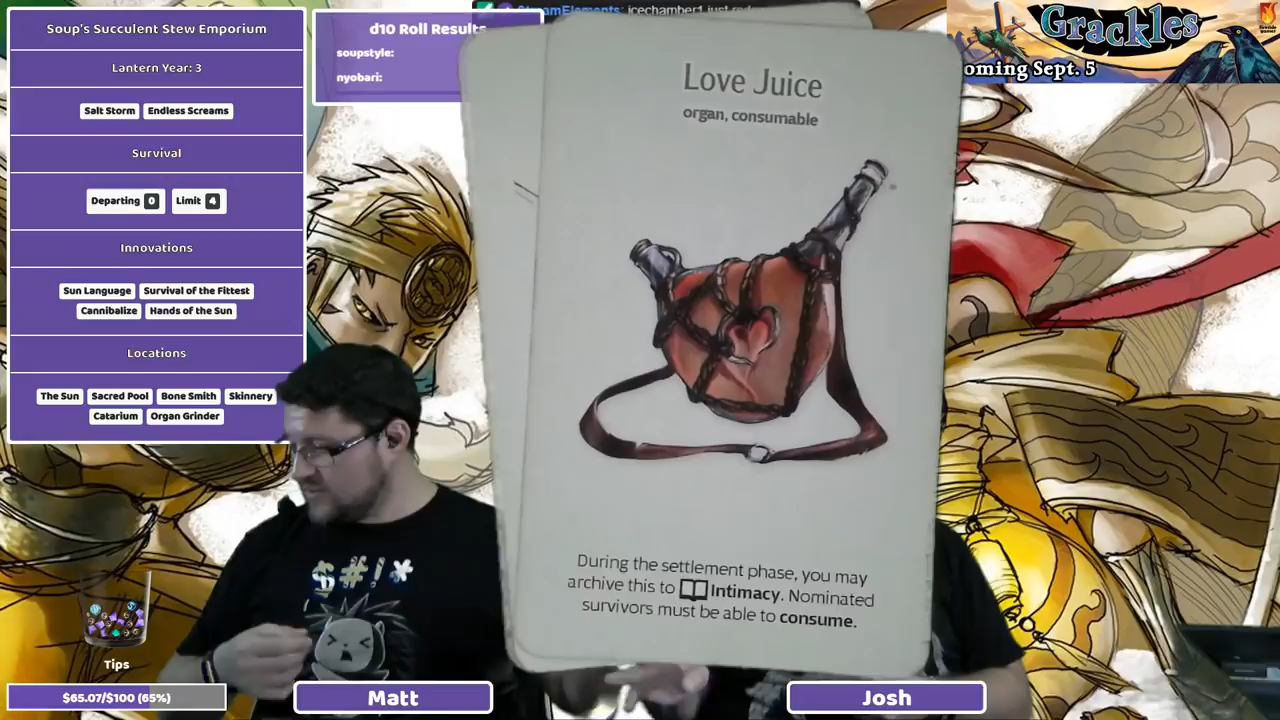 Soup's Succulent Stew Emporium
Lantern Year: 3
Salt Storm
Endless Screams
Survival
Departing 0
Limit 4
Innovations
Sun Language
Survival of the Fittest
Cannibalize
Hands of the Sun
Locations
The Sun
Sacred Pool
Bone Smith
Skinnery
Catarium
Organ Grinder
d10 Roll Results
soupstyle:
nyobari:
StreamElements: icechamber1 just
Grackles
oming Sept. 5
Love Juice
organ, consumable
During the settlement phase, you may
archive this to Intimacy. Nominated
survivors must be able to consume.
$#!*
Tips
$65.07/$100 (65%)
Matt
Josh